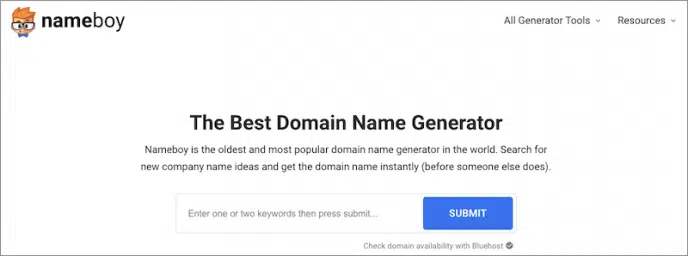 nameboy
All Generator Tools
Resources
The Best Domain Name Generator
Nameboy is the oldest and most popular domain name generator in the world. Search for
new company name ideas and get the domain name instantly (before someone else does).
Enter one or two keywords then press submit...
SUBMIT
Check domain availability with Bluehost